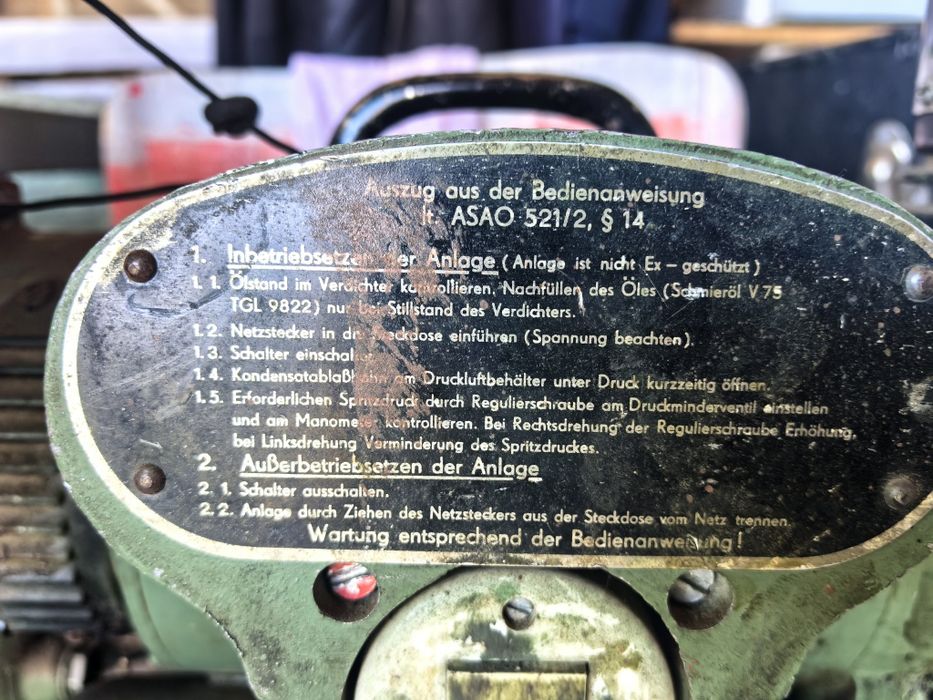 Auszug aus der Bedienanweisung
lt. ASAO 521/2, § 14
1. Inbetriebsetzen der Anlage (Anlage ist nicht Ex-geschützt)
1. 1. Ölstand im Verdichter kontrollieren. Nachfüllen des Öles (Schmieröl V 75
TGL 9822) nur bei Stillstand des Verdichters.
1. 2. Netzstecker in die Steckdose einführen (Spannung beachten).
1. 3. Schalter einschalten.
1. 4. Kondensatablaßhahn am Druckluftbehälter unter Druck kurzzeitig öffnen.
1. 5. Erforderlichen Spritzdruck durch Regulierschraube am Druckminderventil einstellen
und am Manometer kontrollieren. Bei Rechtsdrehung der Regulierschraube Erhöhung,
bei Linksdrehung Verminderung des Spritzdruckes.
2. Außerbetriebsetzen der Anlage
2. 1. Schalter ausschalten.
2. 2. Anlage durch Ziehen des Netzsteckers aus der Steckdose vom Netz trennen.
Wartung entsprechend der Bedienanweisung!